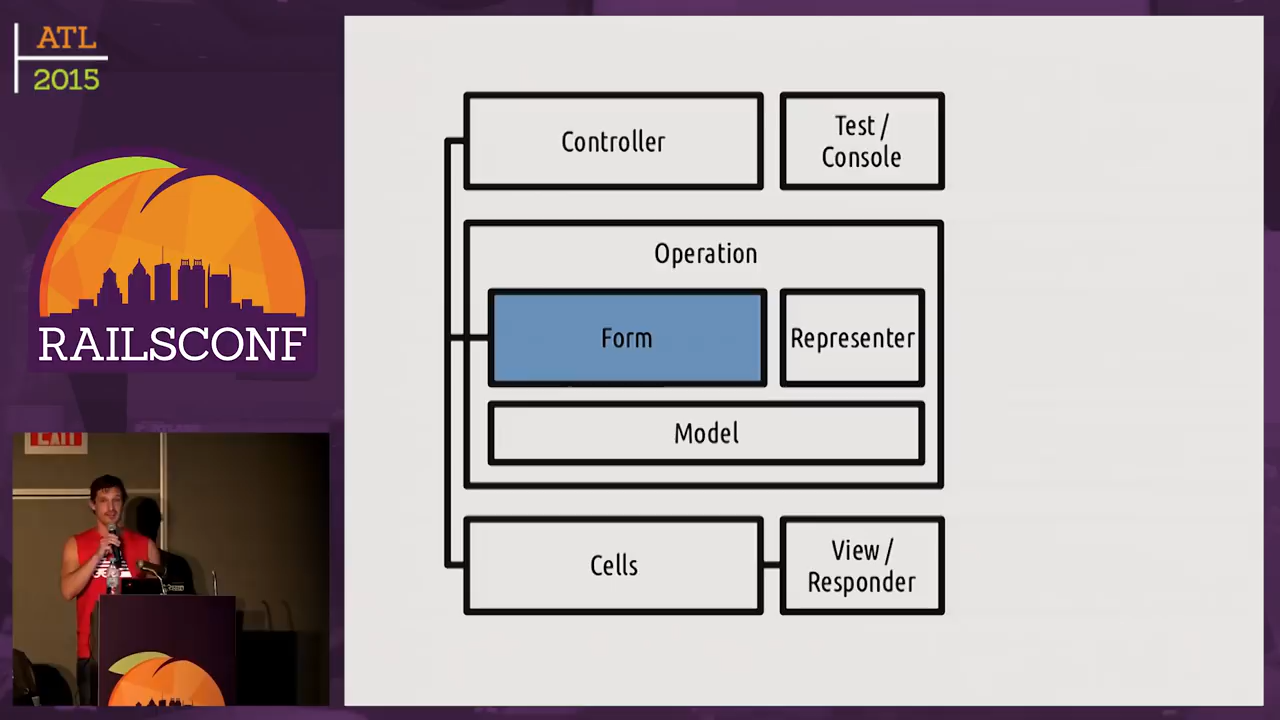 ATL
2015
RAILSCONF
EXIT
Controller
Test /
Console
Operation
Form
Representer
Model
Cells
View /
Responder